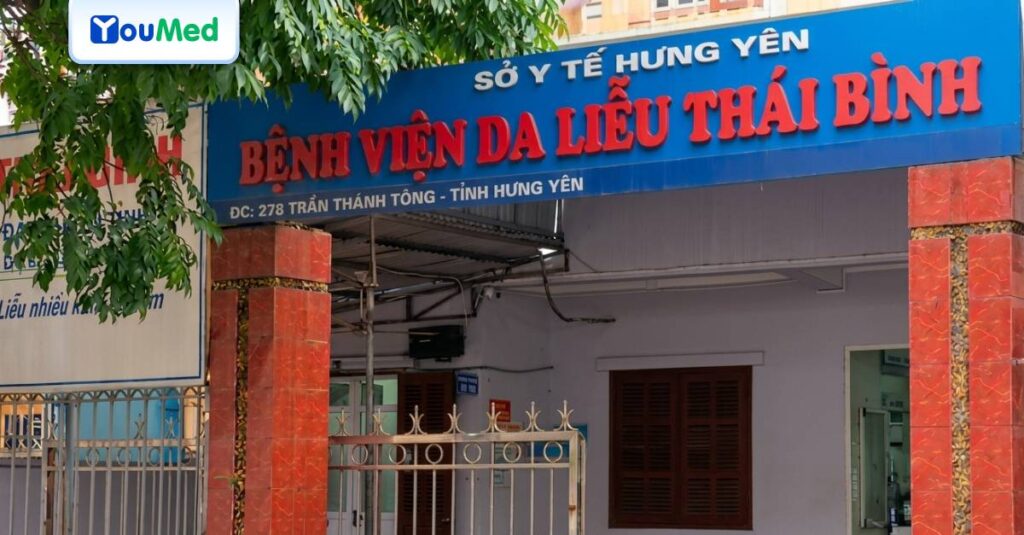 YouMed
SỞ Y TẾ HƯNG YÊN
BỆNH VIỆN DA LIỄU THÁI BÌNH
ĐC: 278 TRẦN THÁNH TÔNG - TỈNH HƯNG YÊN
Liễu nhiêu